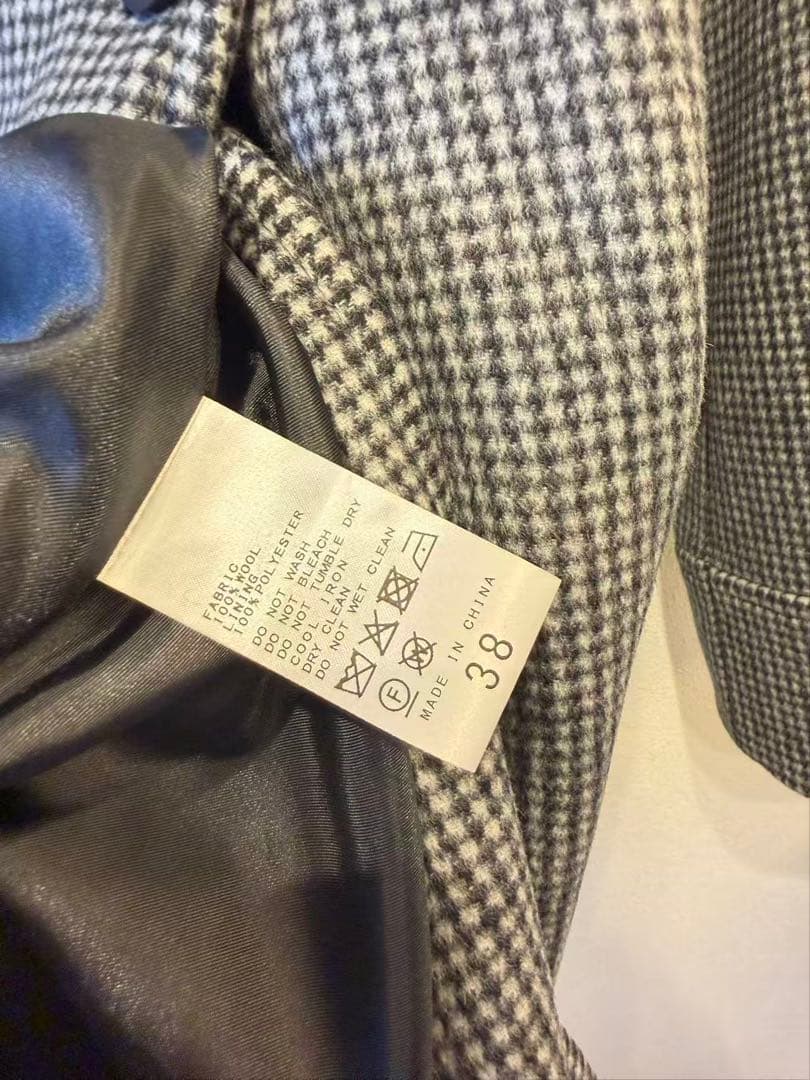 FABRIC
100%WOOL
LINING
100%POLYESTER
DO NOT WASH
DO NOT BLEACH
DO NOT TUMBLE DRY
COOL IRON
DRY CLEAN
DO NOT WET CLEAN
F
W
MADE IN CHINA
38